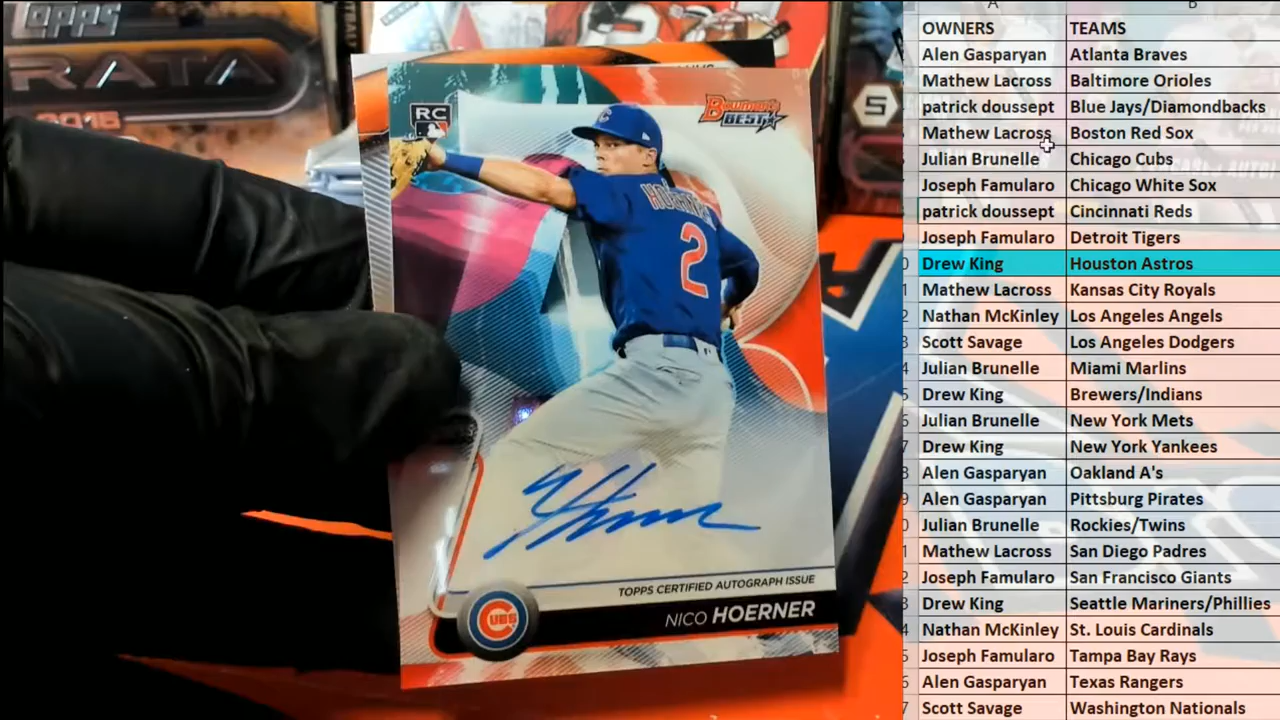 TOPPS
RATA
2016
RC
Bowman's
BEST
5
HOERNER
2
TOPPS CERTIFIED AUTOGRAPH ISSUE
NICO HOERNER
CUBS
A B
OWNERS TEAMS
Alen Gasparyan Atlanta Braves
Mathew Lacross Baltimore Orioles
patrick doussept Blue Jays/Diamondbacks
Mathew Lacross Boston Red Sox
Julian Brunelle Chicago Cubs
Joseph Famularo Chicago White Sox
patrick doussept Cincinnati Reds
Joseph Famularo Detroit Tigers
Drew King Houston Astros
Mathew Lacross Kansas City Royals
Nathan McKinley Los Angeles Angels
Scott Savage Los Angeles Dodgers
Julian Brunelle Miami Marlins
Drew King Brewers/Indians
Julian Brunelle New York Mets
Drew King New York Yankees
Alen Gasparyan Oakland A's
Alen Gasparyan Pittsburg Pirates
Julian Brunelle Rockies/Twins
Mathew Lacross San Diego Padres
Joseph Famularo San Francisco Giants
Drew King Seattle Mariners/Phillies
Nathan McKinley St. Louis Cardinals
Joseph Famularo Tampa Bay Rays
Alen Gasparyan Texas Rangers
Scott Savage Washington Nationals